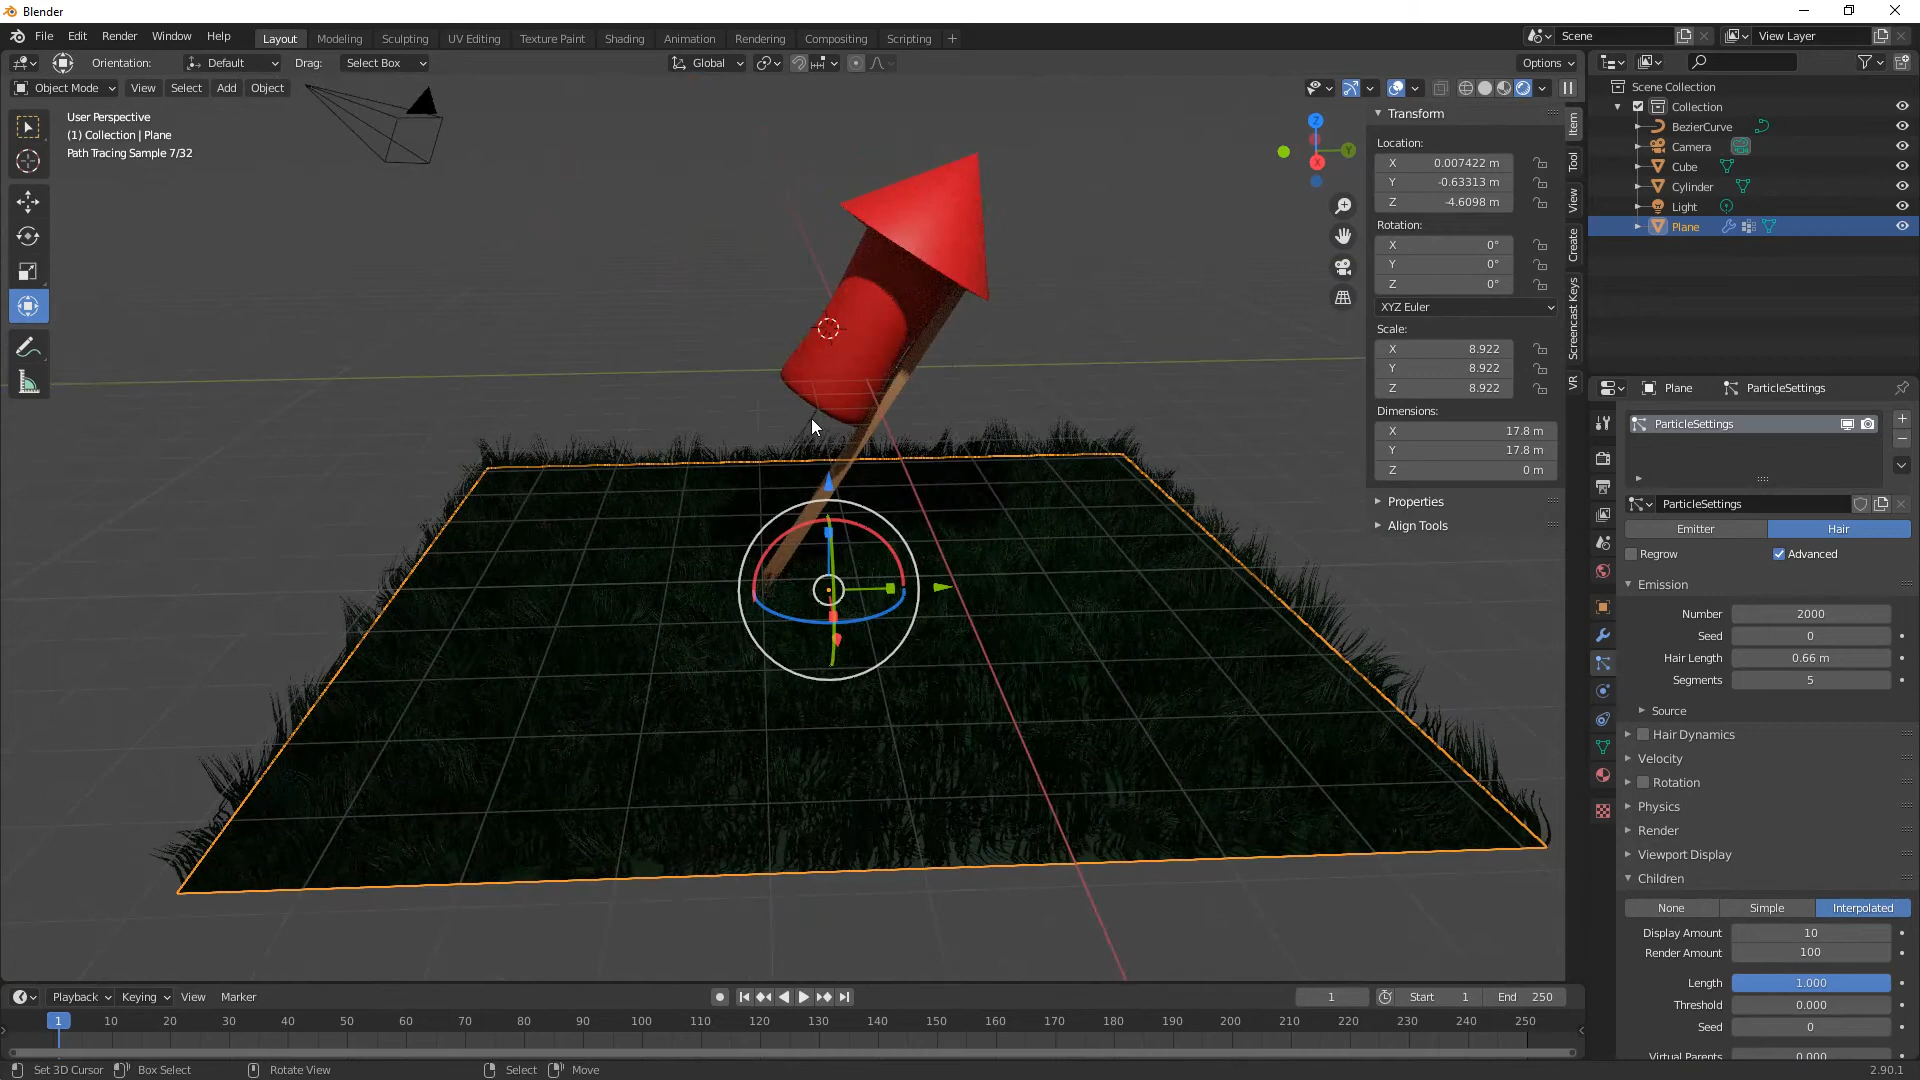 Blender
File Edit Render Window Help
Layout Modeling Sculpting UV Editing Texture Paint Shading Animation Rendering Compositing Scripting +
Scene
View Layer
Orientation: Default Drag: Select Box
Global
Options
Object Mode View Select Add Object
User Perspective
(1) Collection | Plane
Path Tracing Sample 7/32
Z
Y
X
Transform
Location:
X 0.007422 m
Y -0.63313 m
Z -4.6098 m
Rotation:
X 0°
Y 0°
Z 0°
XYZ Euler
Scale:
X 8.922
Y 8.922
Z 8.922
Dimensions:
X 17.8 m
Y 17.8 m
Z 0 m
Properties
Align Tools
Item
Tool
View
Create
Screencast Keys
VR
Scene Collection
Collection
BezierCurve
Camera
Cube
Cylinder
Light
Plane
Plane ParticleSettings
ParticleSettings
ParticleSettings
Emitter Hair
Regrow Advanced
Emission
Number 2000
Seed 0
Hair Length 0.66 m
Segments 5
Source
Hair Dynamics
Velocity
Rotation
Physics
Render
Viewport Display
Children
None Simple Interpolated
Display Amount 10
Render Amount 100
Length 1.000
Threshold 0.000
Seed 0
Virtual Parents 0.000
Playback Keying View Marker
1 Start 1 End 250
1 10 20 30 40 50 60 70 80 90 100 110 120 130 140 150 160 170 180 190 200 210 220 230 240 250
Set 3D Cursor Box Select Rotate View Select Move
2.90.1